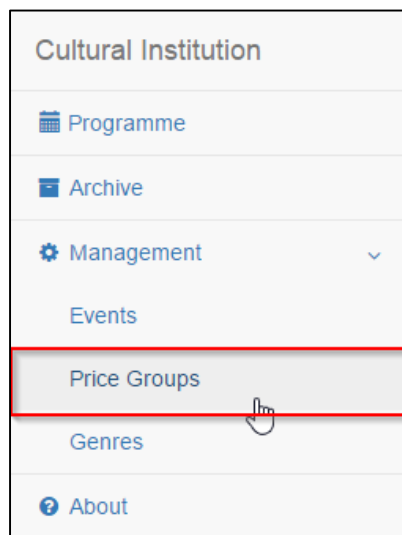 Cultural Institution
Programme
Archive
Management
Events
Price Groups
Genres
About